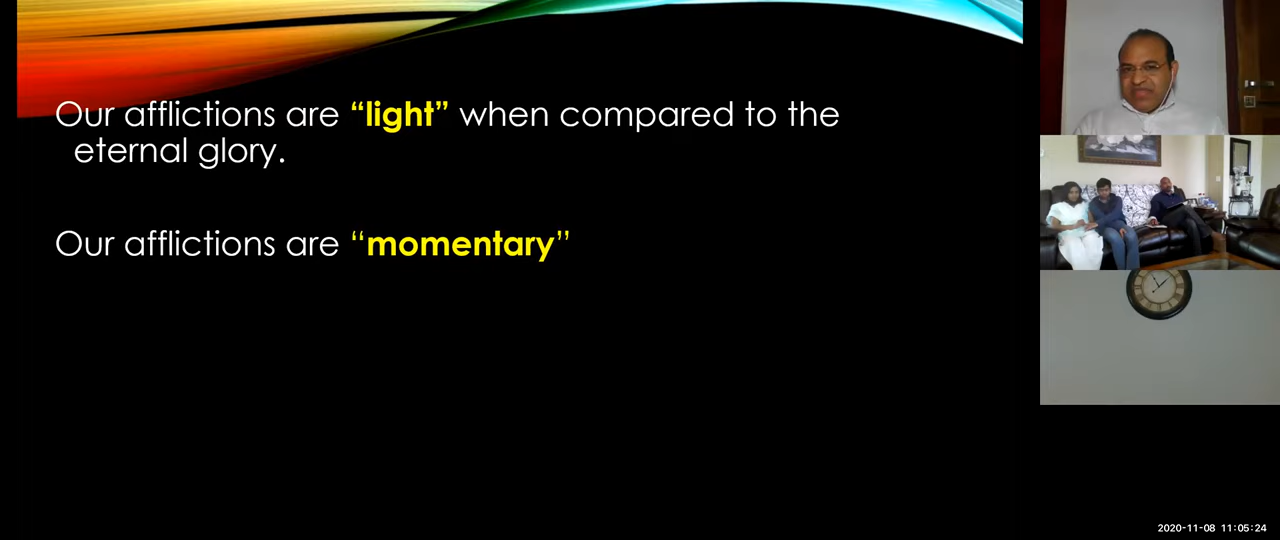 Our afflictions are “light” when compared to the
eternal glory.
Our afflictions are “momentary”
2020-11-08 11:05:24